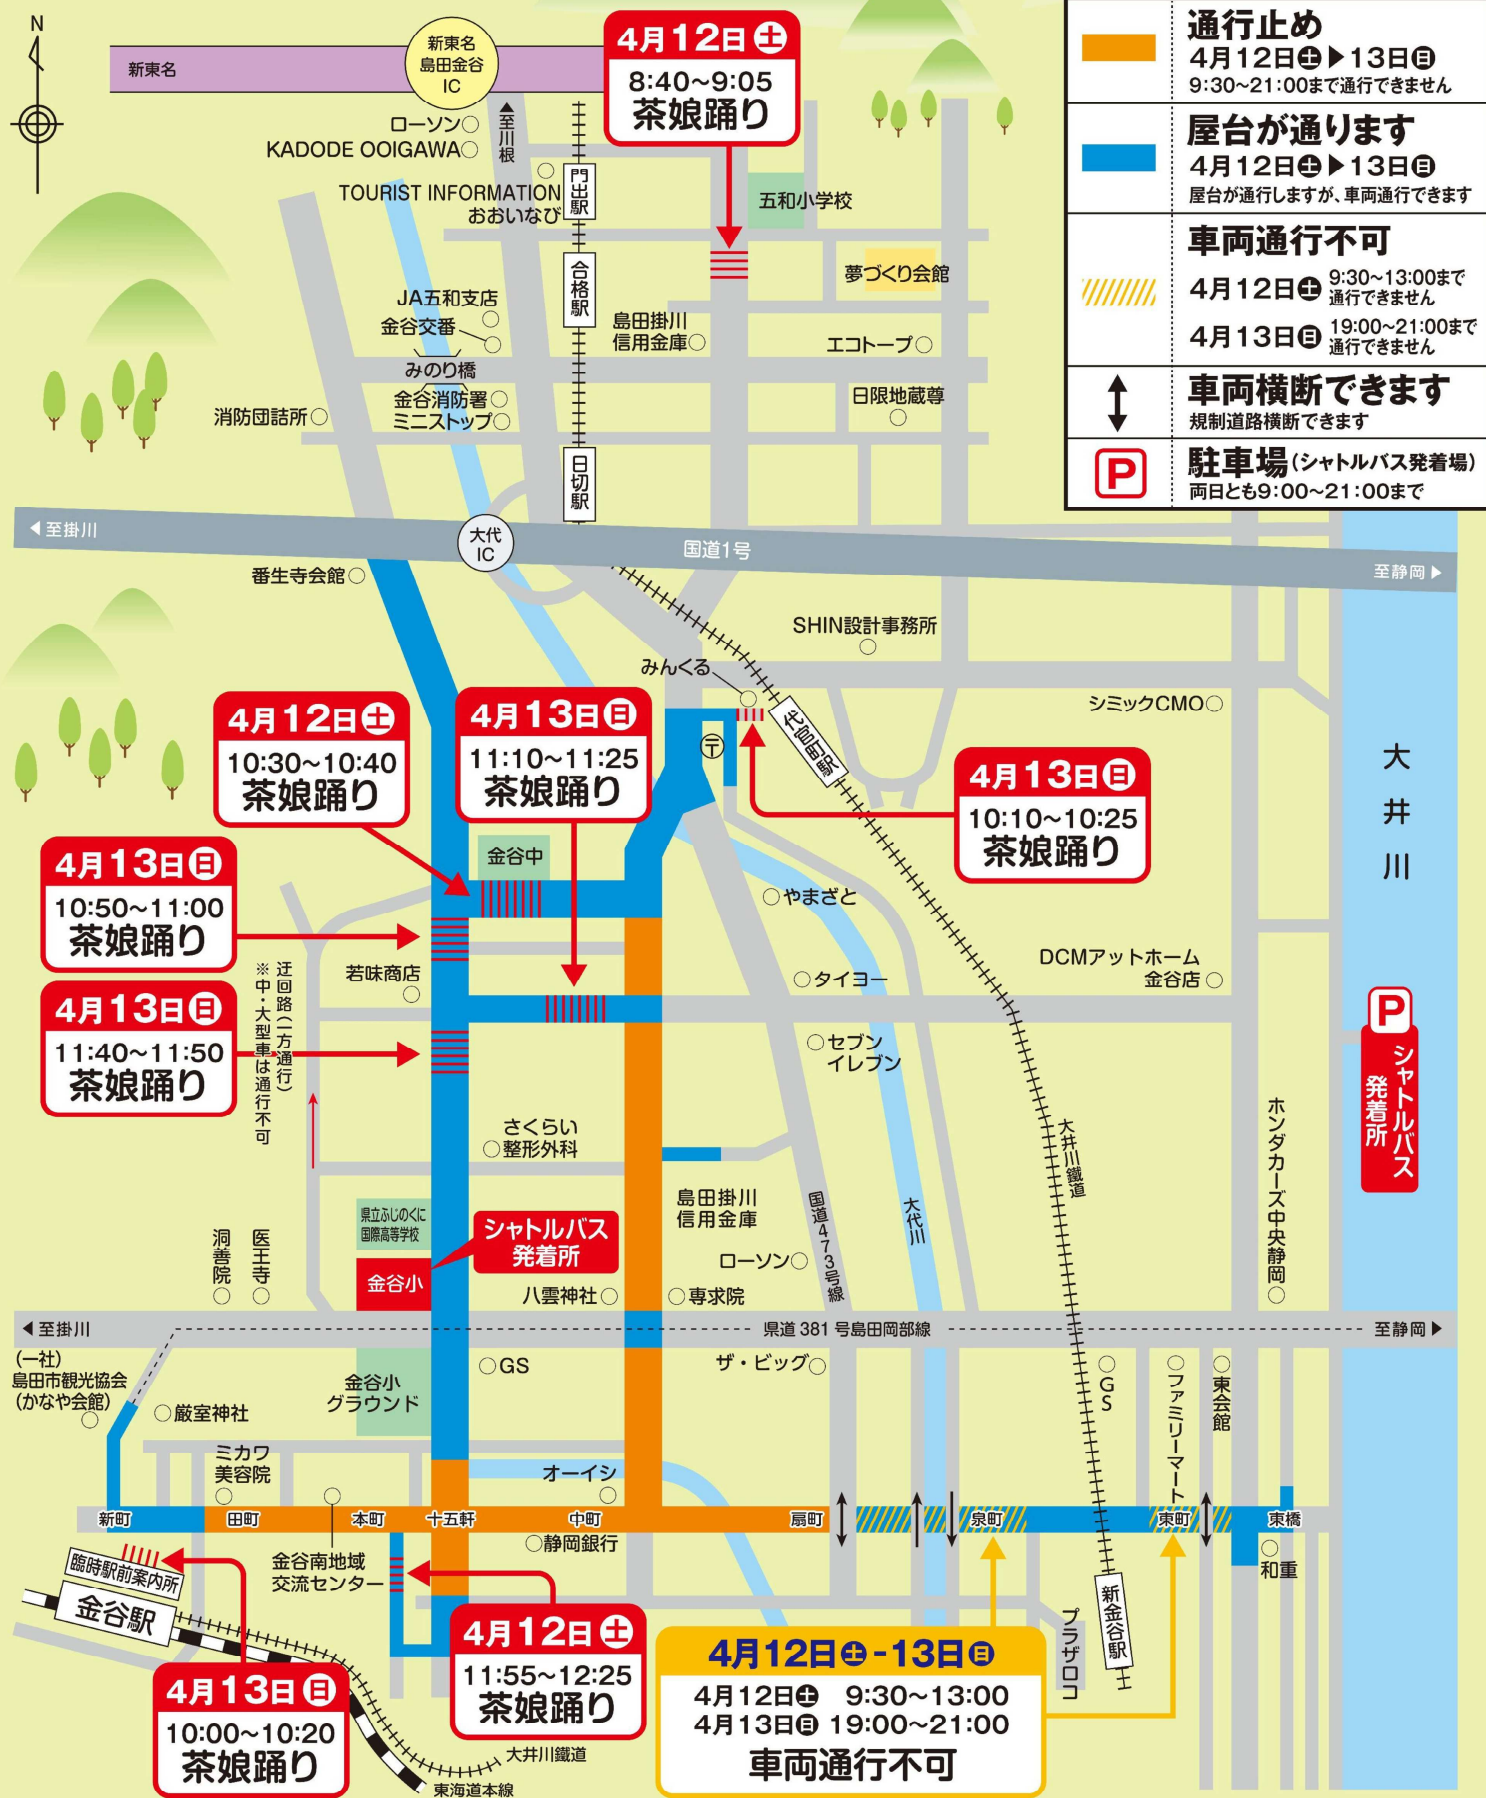 N
新東名
新東名
島田金谷
IC
4月12日土
8:40~9:05
茶娘踊り
通行止め
4月12日土▶13日日
9:30~21:00まで通行できません
屋台が通ります
4月12日土▶13日日
屋台が通行しますが、車両通行できます
車両通行不可
4月12日土 9:30~13:00まで
通行できません
4月13日日 19:00~21:00まで
通行できません
車両横断できます
規制道路横断できます
P
駐車場(シャトルバス発着場)
両日とも9:00~21:00まで
ローソン
▲至川根
KADODE OOIGAWA
TOURIST INFORMATION
おおいなび
門出駅
五和小学校
合格駅
夢づくり会館
JA五和支店
金谷交番
島田掛川
信用金庫
エコトープ
みのり橋
金谷消防署
ミニストップ
消防団詰所
日限地蔵尊
日切駅
◀至掛川
大代
IC
国道1号
至静岡▶
番生寺会館
SHIN設計事務所
みんくる
シミックCMO
代官町駅
〒
大井川
4月12日土
10:30~10:40
茶娘踊り
4月13日日
11:10~11:25
茶娘踊り
4月13日日
10:10~10:25
茶娘踊り
4月13日日
10:50~11:00
茶娘踊り
金谷中
やまざと
若味商店
タイヨー
DCMアットホーム
金谷店
迂回路(一方通行)
※中・大型車は通行不可
4月13日日
11:40~11:50
茶娘踊り
セブン
イレブン
P
シャトルバス
発着所
さくらい
整形外科
大井川鐵道
ホンダカーズ中央静岡
県立ふじのくに
国際高等学校
島田掛川
信用金庫
国道473号線
大代川
洞善院
医王寺
シャトルバス
発着所
金谷小
ローソン
八雲神社
専求院
◀至掛川
県道381号島田岡部線
至静岡▶
(一社)
島田市観光協会
(かなや会館)
GS
ザ・ビッグ
GS
ファミリーマート
東会館
金谷小
グラウンド
厳室神社
ミカワ
美容院
オーイシ
新町
田町
本町
十五軒
中町
扇町
泉町
東町
東橋
静岡銀行
和重
臨時駅前案内所
金谷南地域
交流センター
金谷駅
新金谷駅
プラザロコ
4月12日土
11:55~12:25
茶娘踊り
4月13日日
10:00~10:20
茶娘踊り
4月12日土-13日日
4月12日土 9:30~13:00
4月13日日 19:00~21:00
車両通行不可
大井川鐵道
東海道本線